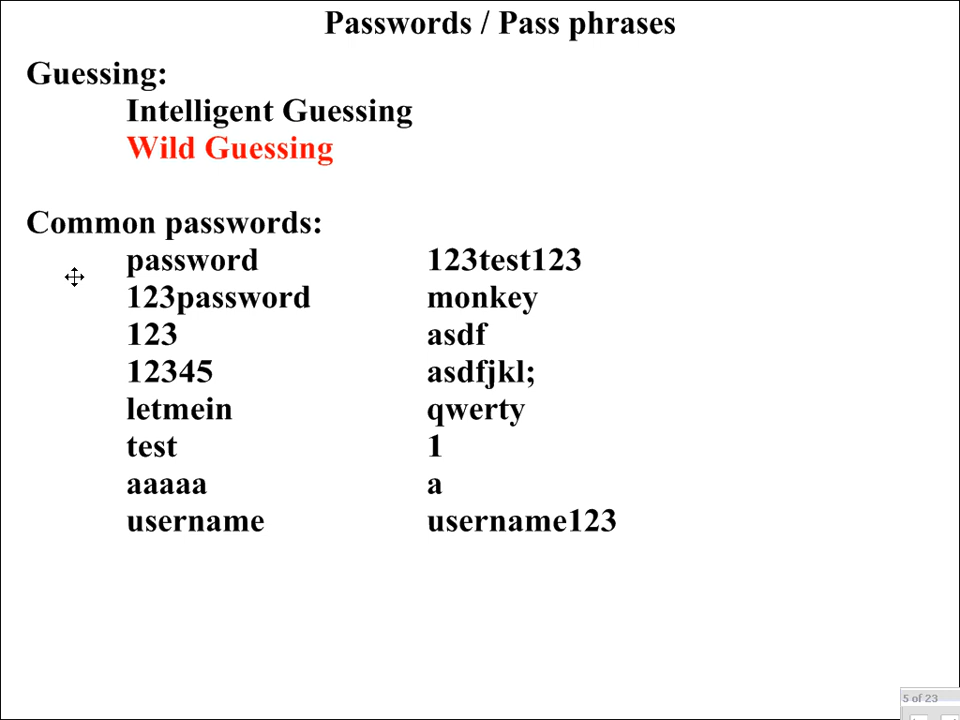 Passwords / Pass phrases
Guessing:
Intelligent Guessing
Wild Guessing
Common passwords:
password 123test123
123password monkey
123 asdf
12345 asdfjkl;
letmein qwerty
test 1
aaaaa a
username username123
5 of 23